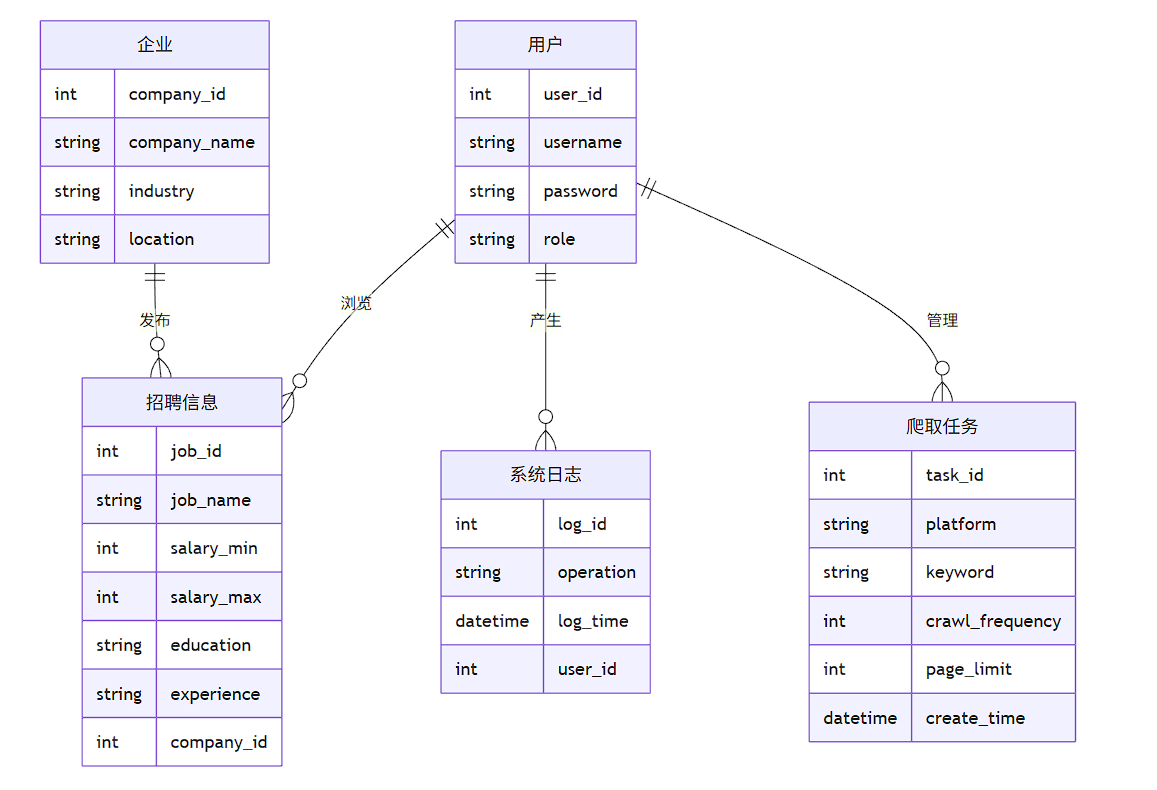 企业
int company_id
string company_name
string industry
string location
用户
int user_id
string username
string password
string role
发布
浏览
产生
管理
招聘信息
int job_id
string job_name
int salary_min
int salary_max
string education
string experience
int company_id
系统日志
int log_id
string operation
datetime log_time
int user_id
爬取任务
int task_id
string platform
string keyword
int crawl_frequency
int page_limit
datetime create_time